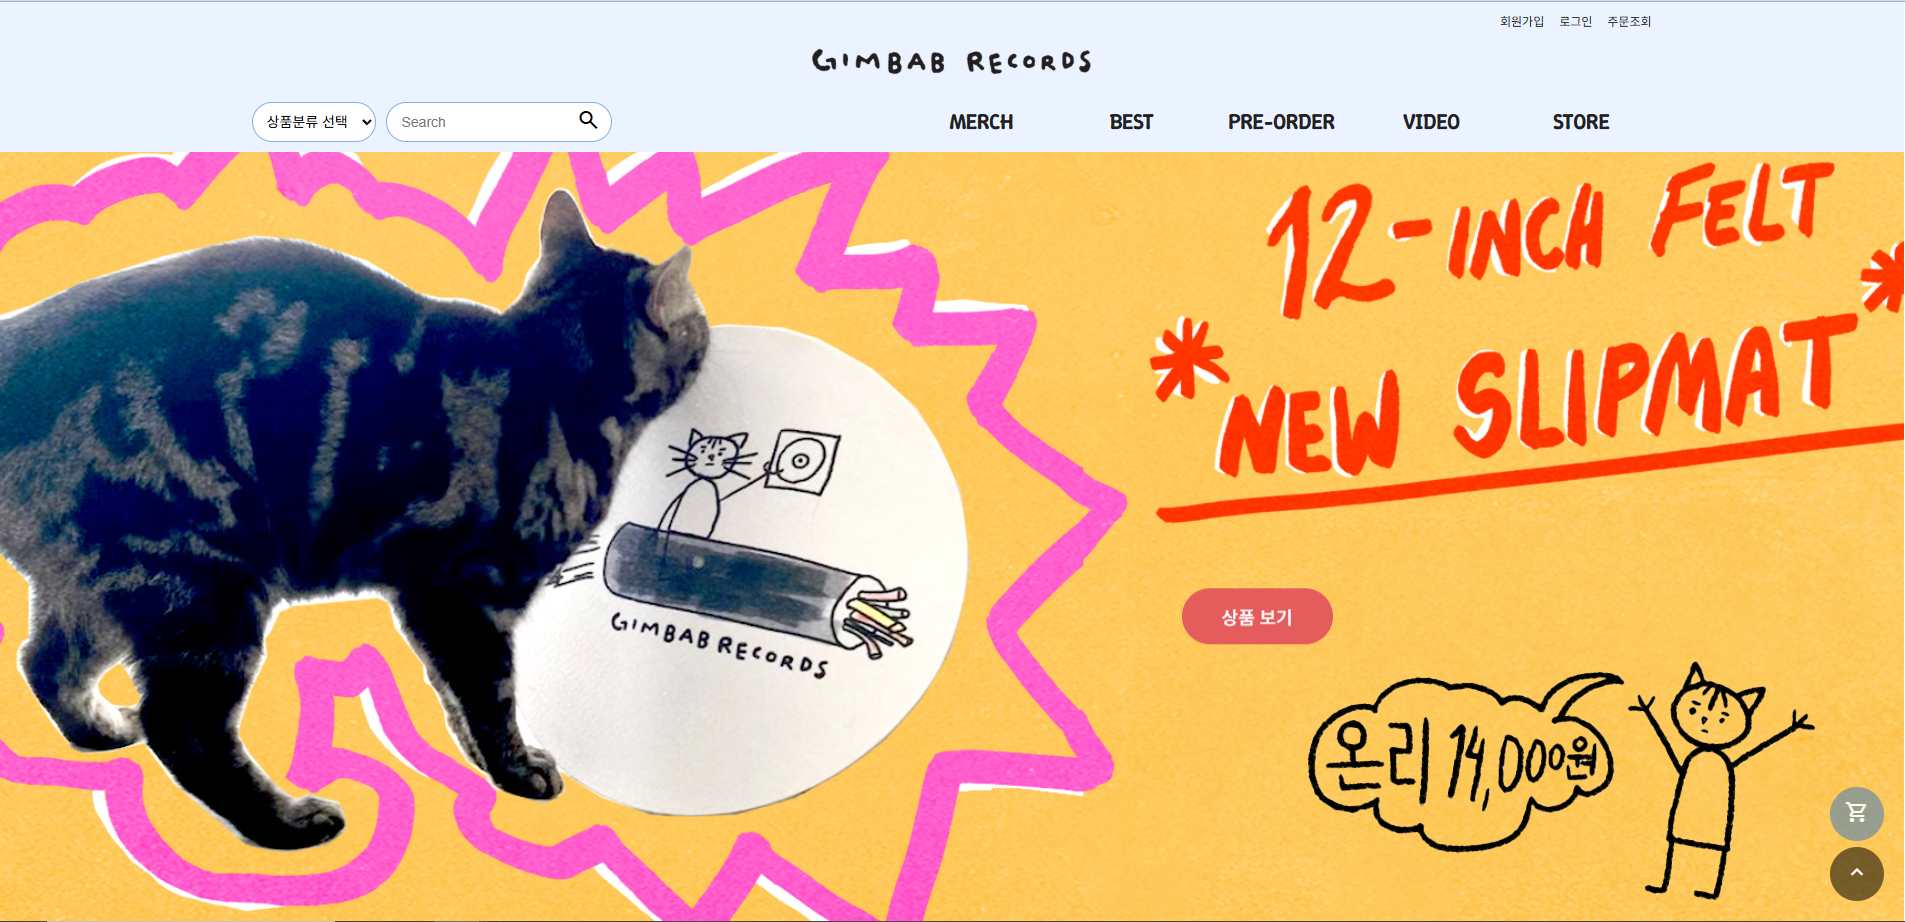 회원가입 로그인 주문조회
GIMBAB RECORDS
상품분류 선택 Search MERCH BEST PRE-ORDER VIDEO STORE
12-INCH FELT
*NEW SLIPMAT*
GIMBAB RECORDS
상품 보기
온리 14,000원